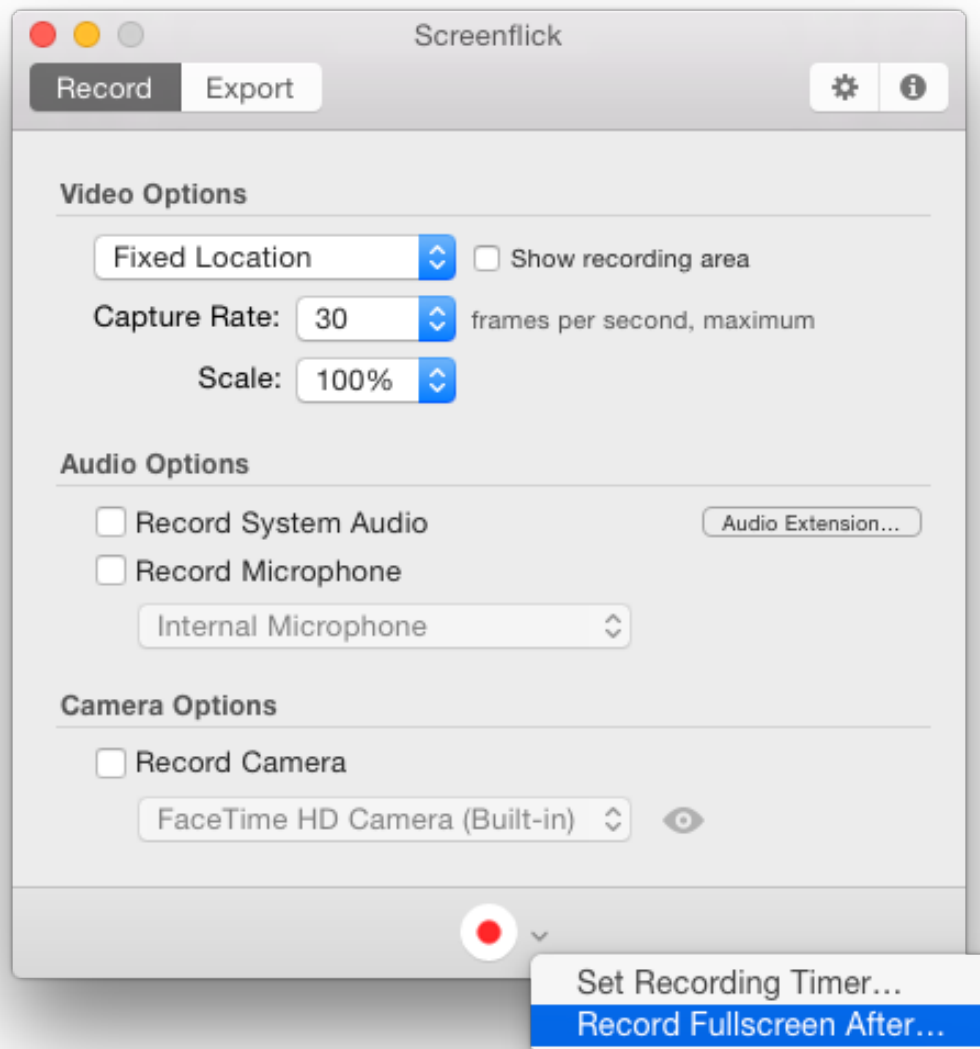 Screenflick
Record Export
Video Options
Fixed Location Show recording area
Capture Rate: 30 frames per second, maximum
Scale: 100%
Audio Options
Record System Audio Audio Extension...
Record Microphone
Internal Microphone
Camera Options
Record Camera
FaceTime HD Camera (Built-in)
Set Recording Timer...
Record Fullscreen After...